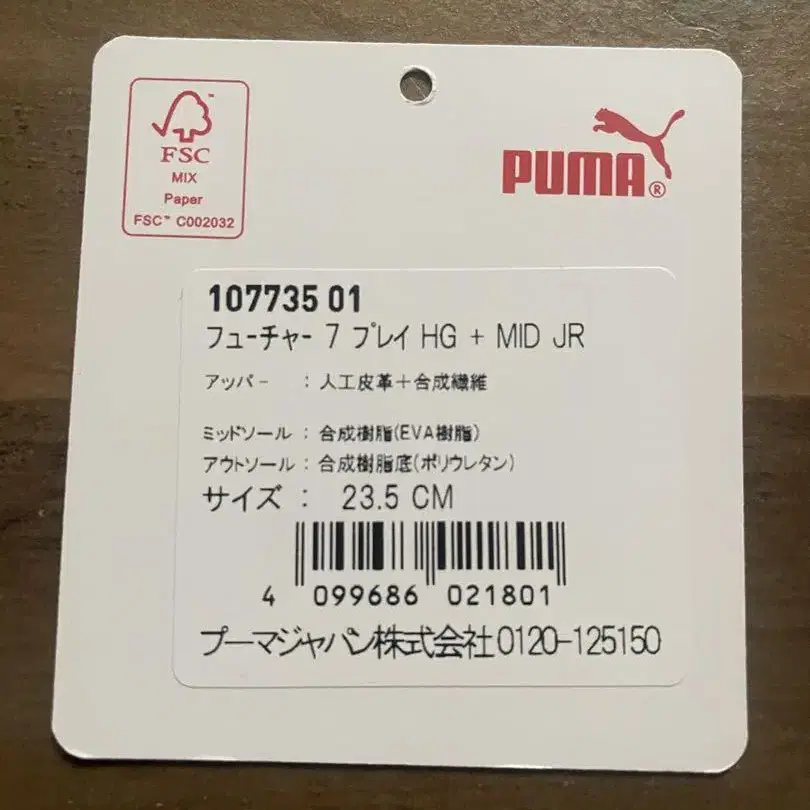 FSC
MIX
Paper
FSC™ C002032
PUMA®
107735 01
フューチャー 7 プレイ HG + MID JR
アッパー : 人工皮革+合成繊維
ミッドソール : 合成樹脂(EVA樹脂)
アウトソール : 合成樹脂底(ポリウレタン)
サイズ : 23.5 CM
4 099686 021801
プーマジャパン株式会社0120-125150